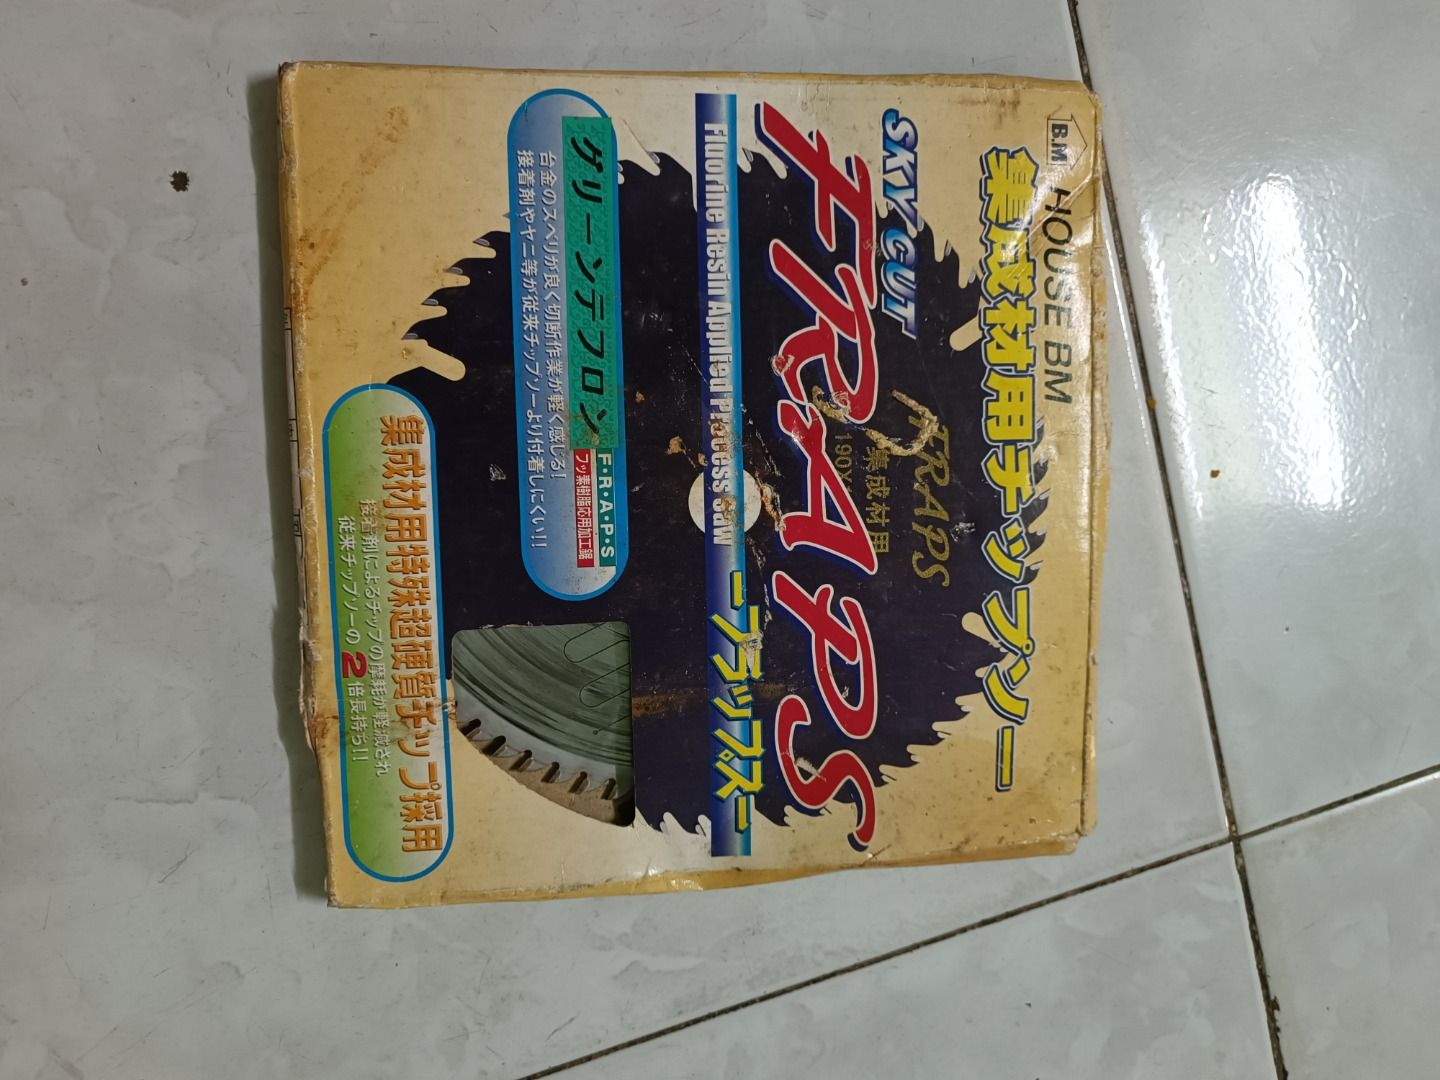 B.M HOUSE BM
集成材用チップソー
SKY CUT
FRAPS
FRAPS
集成材用
190X
Fluorine Resin Applied Process Saw ーフラップスー
グリーンテフロン
F・R・A・P・S
フッ素樹脂応用加工鋸
台金のスベリが良く切断作業が軽く感じる!
接着剤やヤニ等が従来チップソーより付着しにくい!!
集成材用特殊超硬質チップ採用
接着剤によるチップの摩耗が軽減され
従来チップソーの2倍長持ち!!